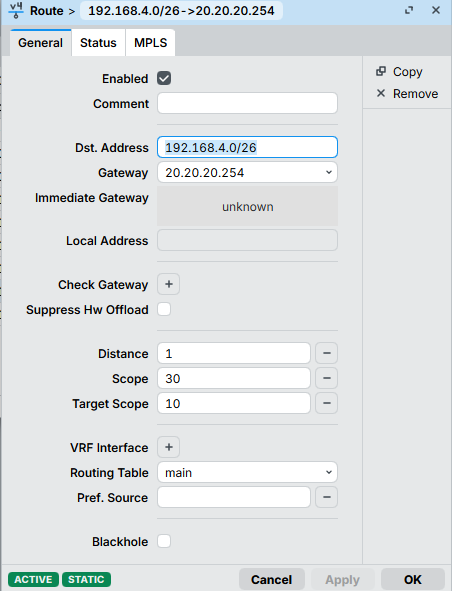 v4 Route > 192.168.4.0/26->20.20.20.254
General Status MPLS
Enabled
Comment
Dst. Address 192.168.4.0/26
Gateway 20.20.20.254
Immediate Gateway unknown
Local Address
Check Gateway +
Suppress Hw Offload
Distance 1 −
Scope 30 −
Target Scope 10 −
VRF Interface +
Routing Table main
Pref. Source −
Blackhole
Copy
Remove
ACTIVE STATIC Cancel Apply OK